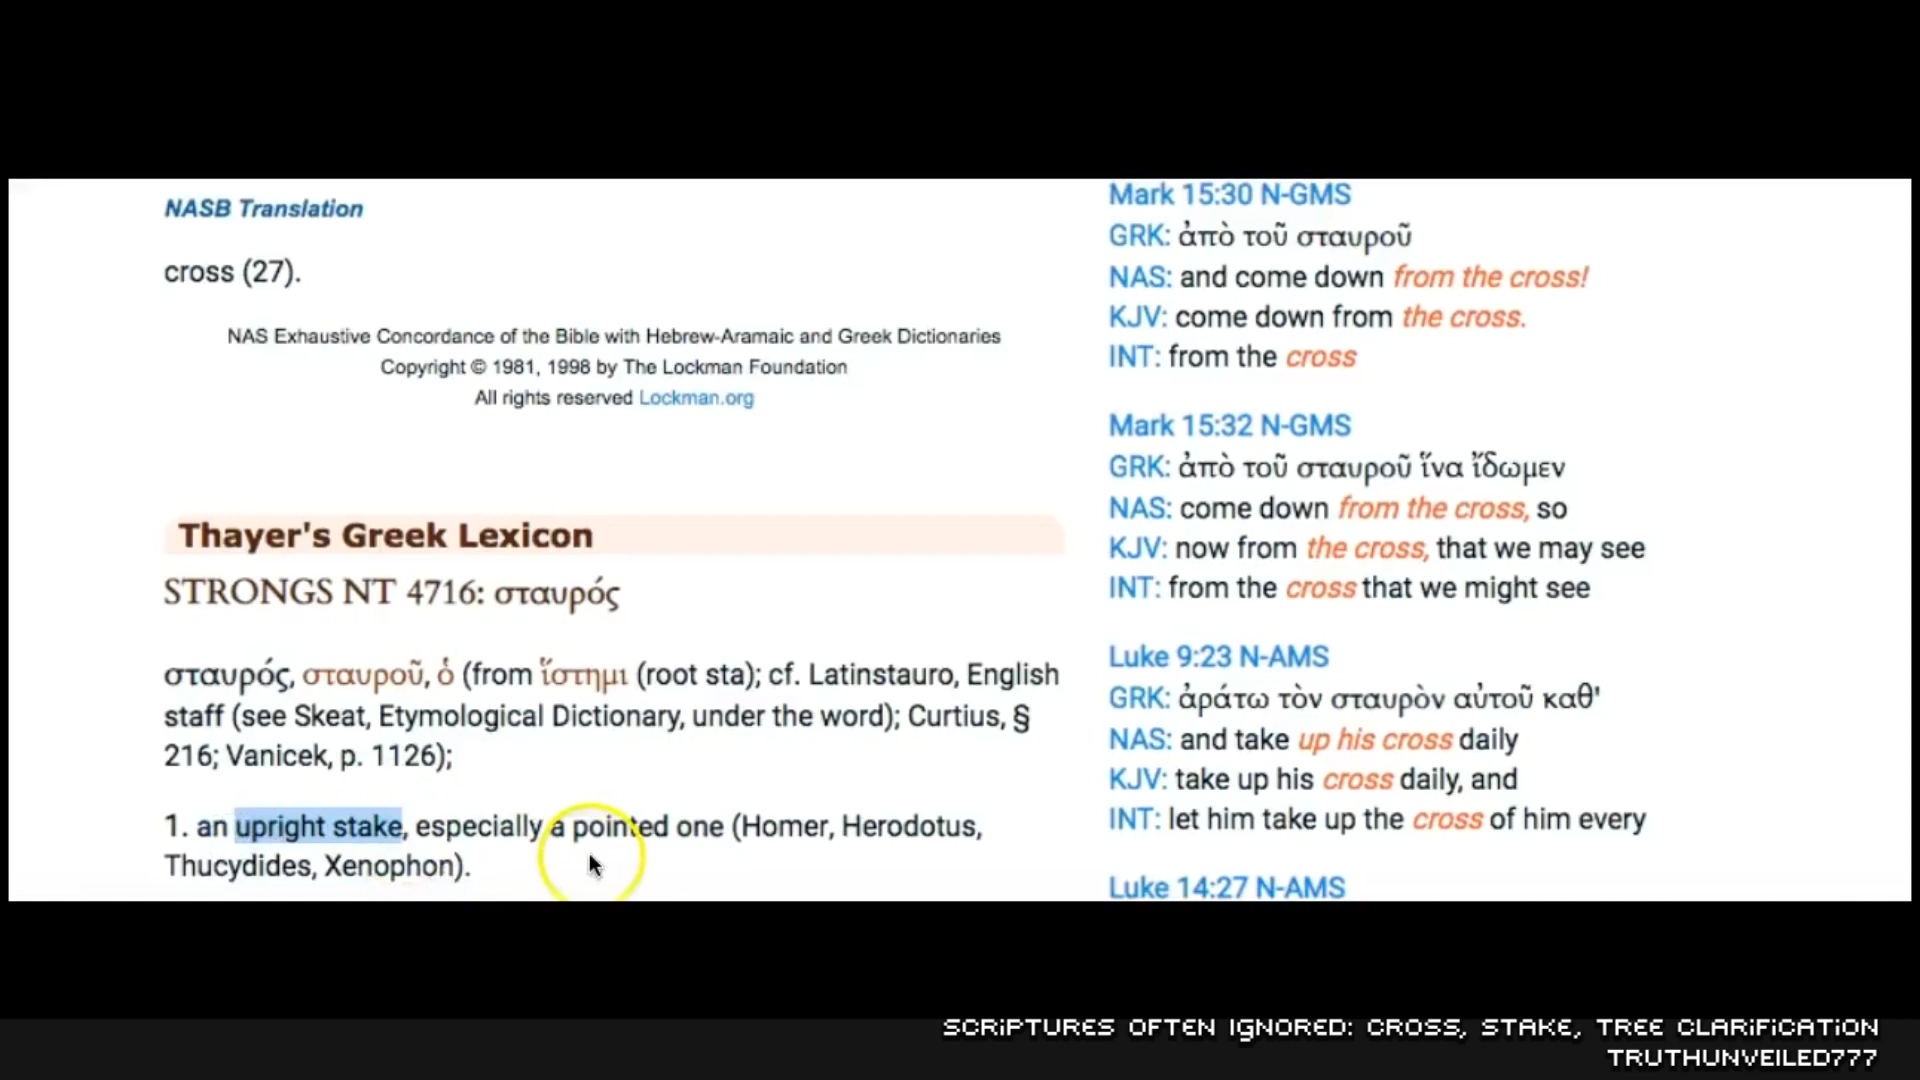 NASB Translation
cross (27).
NAS Exhaustive Concordance of the Bible with Hebrew-Aramaic and Greek Dictionaries
Copyright © 1981, 1998 by The Lockman Foundation
All rights reserved Lockman.org
Thayer's Greek Lexicon
STRONGS NT 4716: σταυρός
σταυρός, σταυροῦ, ὁ (from ἵστημι (root sta); cf. Latinstauro, English
staff (see Skeat, Etymological Dictionary, under the word); Curtius, §
216; Vanicek, p. 1126);
1. an upright stake, especially a pointed one (Homer, Herodotus,
Thucydides, Xenophon).
Mark 15:30 N-GMS
GRK: ἀπὸ τοῦ σταυροῦ
NAS: and come down from the cross!
KJV: come down from the cross.
INT: from the cross
Mark 15:32 N-GMS
GRK: ἀπὸ τοῦ σταυροῦ ἵνα ἴδωμεν
NAS: come down from the cross, so
KJV: now from the cross, that we may see
INT: from the cross that we might see
Luke 9:23 N-AMS
GRK: ἀράτω τὸν σταυρὸν αὐτοῦ καθ'
NAS: and take up his cross daily
KJV: take up his cross daily, and
INT: let him take up the cross of him every
Luke 14:27 N-AMS
SCRIPTURES OFTEN IGNORED: CROSS, STAKE, TREE CLARIFICATION
TRUTHUNVEILED777